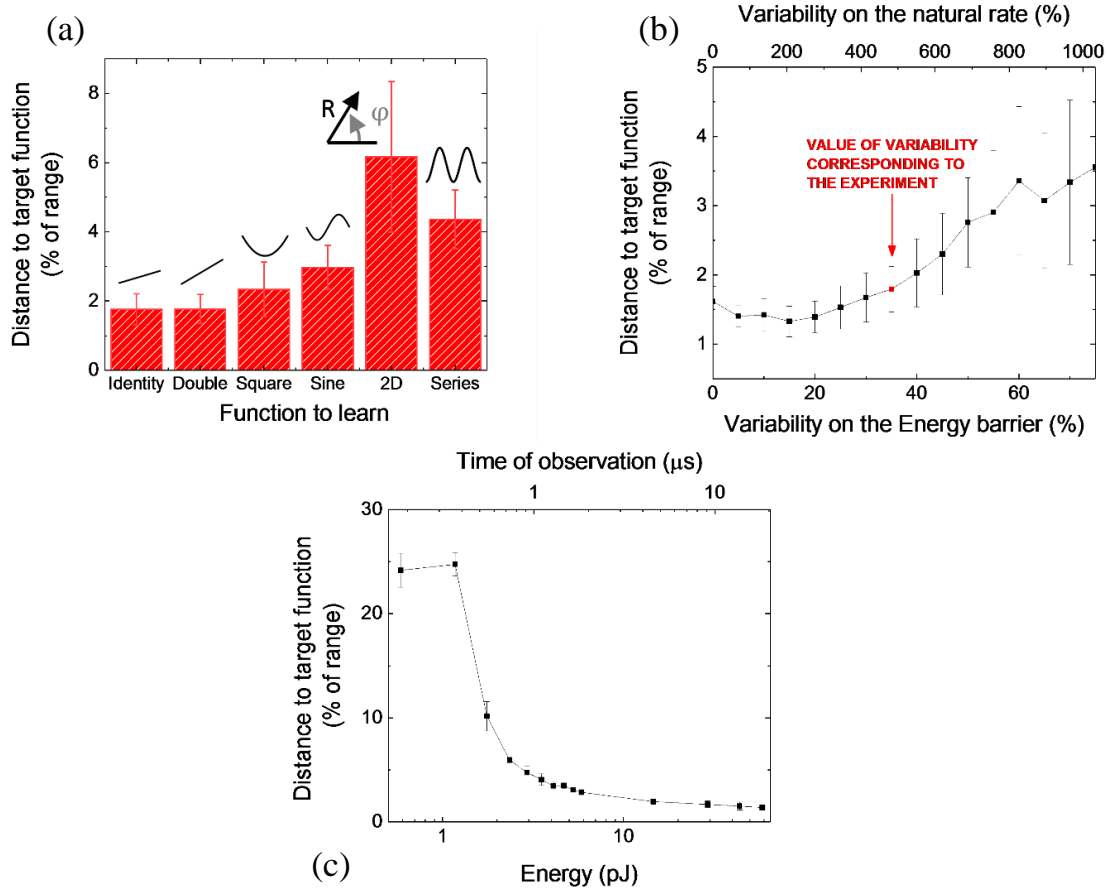 (a)
Distance to target function
(% of range)
8
6
4
2
0
R
φ
Identity Double Square Sine 2D Series
Function to learn
(b)
Variability on the natural rate (%)
0 200 400 600 800 1000
Distance to target function
(% of range)
5
4
3
2
1
VALUE OF VARIABILITY
CORRESPONDING TO
THE EXPERIMENT
0 20 40 60
Variability on the Energy barrier (%)
Time of observation (μs)
1 10
Distance to target function
(% of range)
30
20
10
0
1 10
Energy (pJ)
(c)